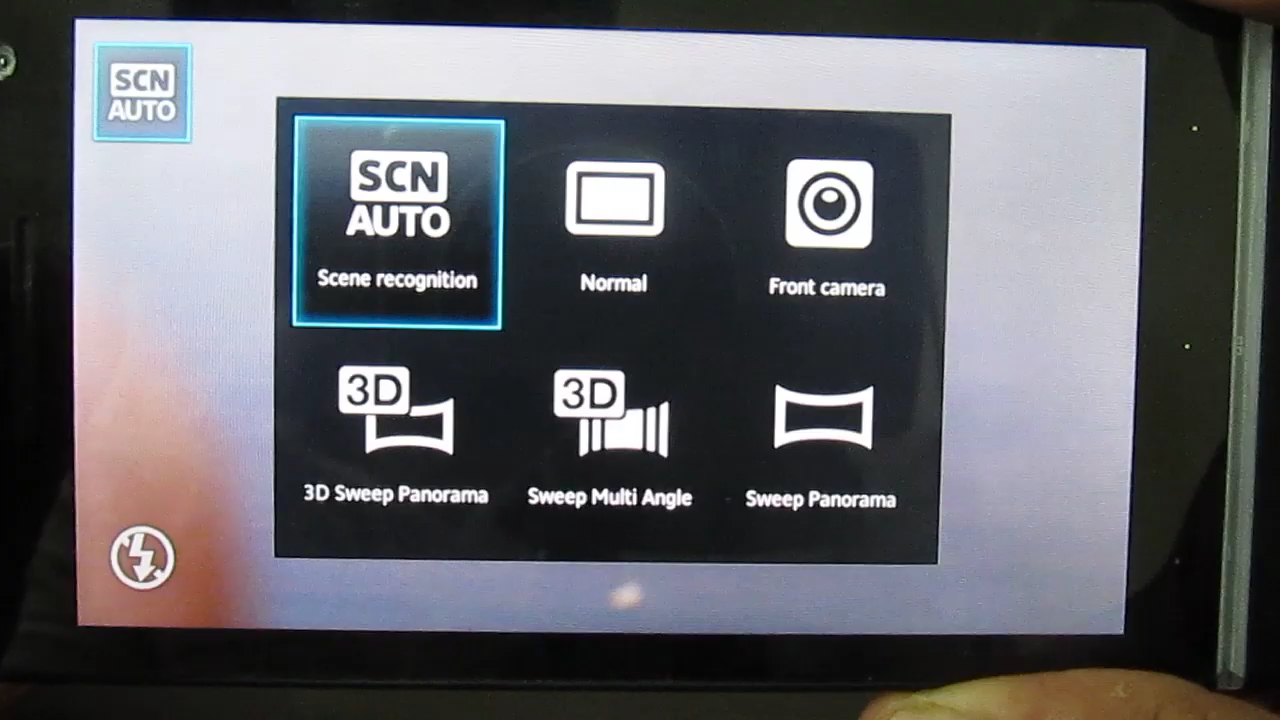 SCN
AUTO
SCN
AUTO
Scene recognition
Normal
Front camera
3D
3D
3D Sweep Panorama
Sweep Multi Angle
Sweep Panorama